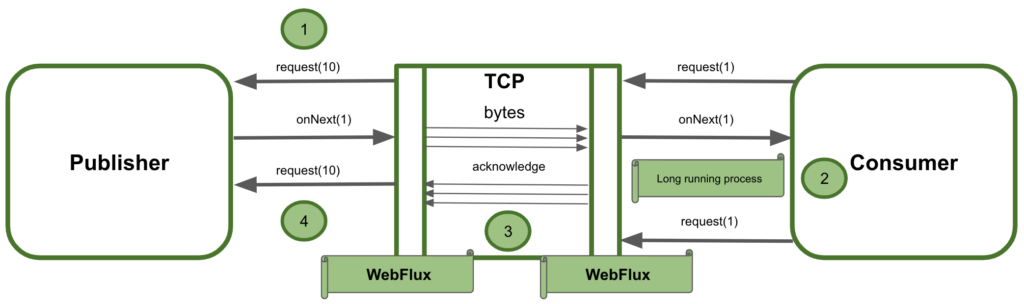 1
request(10)
TCP
request(1)
bytes
onNext(1)
onNext(1)
Publisher
acknowledge
Consumer
request(10)
Long running process
2
4
3
request(1)
WebFlux
WebFlux